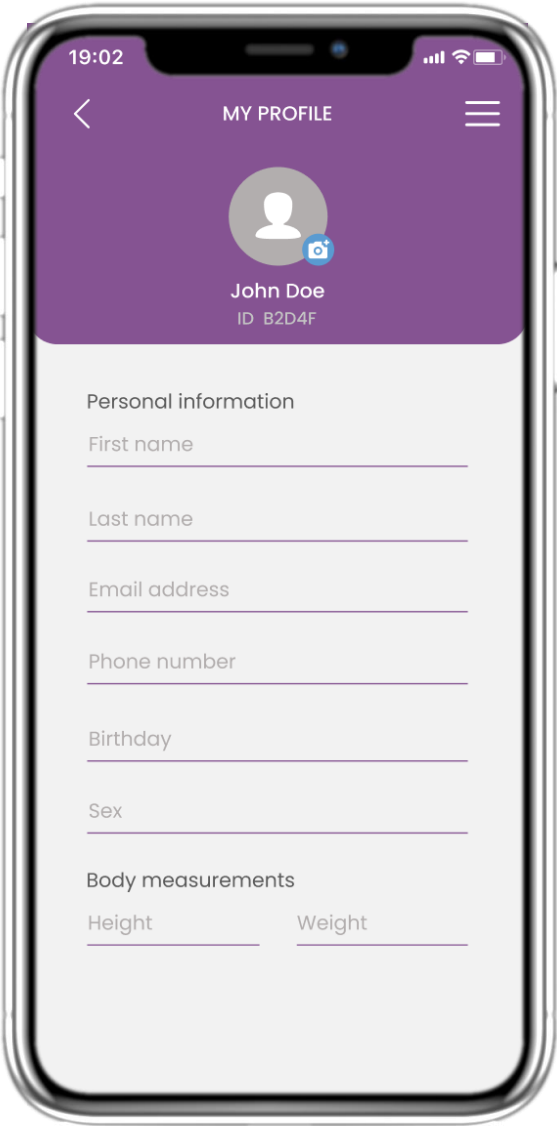 19:02
MY PROFILE
John Doe
ID B2D4F
Personal information
First name
Last name
Email address
Phone number
Birthday
Sex
Body measurements
Height Weight